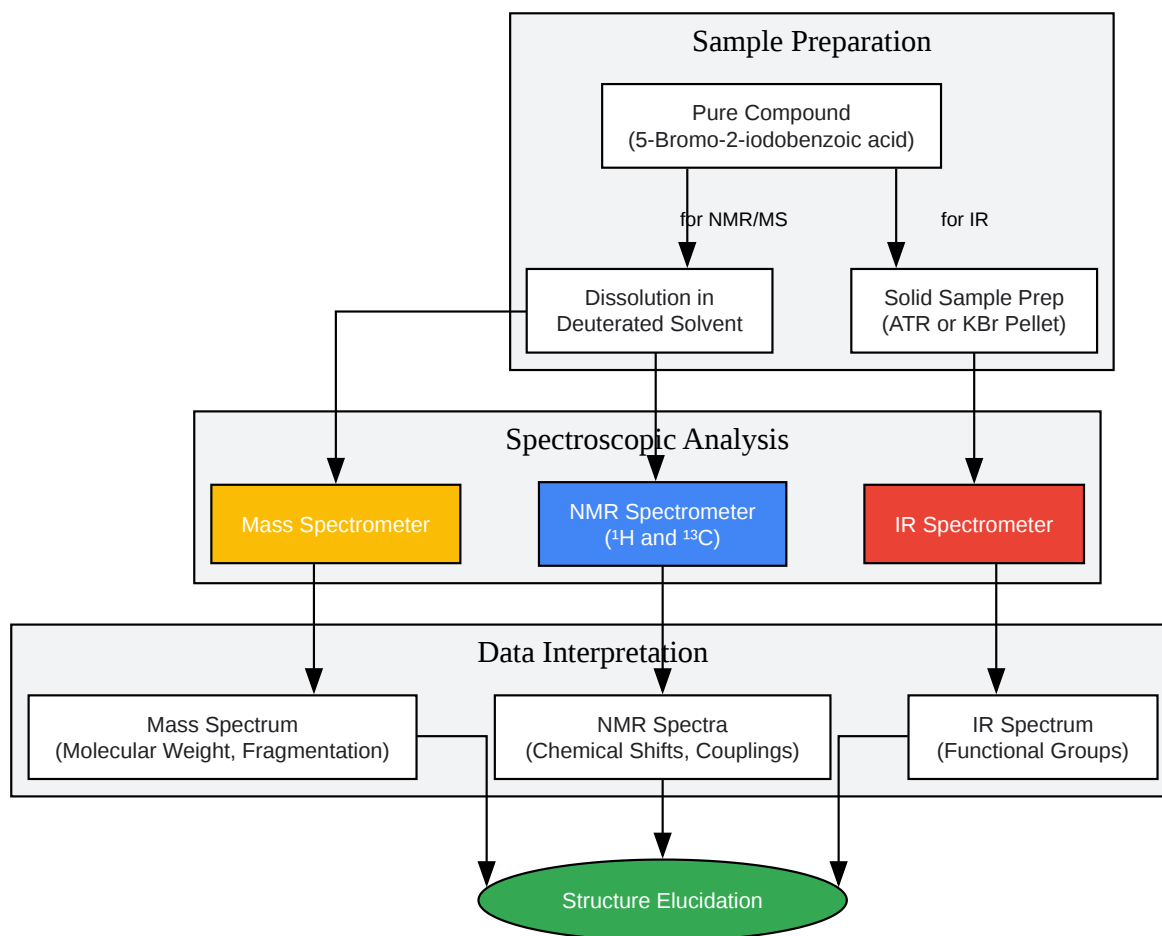 Sample Preparation
Pure Compound
(5-Bromo-2-iodobenzoic acid)
for NMR/MS
for IR
Dissolution in
Deuterated Solvent
Solid Sample Prep
(ATR or KBr Pellet)
Spectroscopic Analysis
Mass Spectrometer
NMR Spectrometer
(¹H and ¹³C)
IR Spectrometer
Data Interpretation
Mass Spectrum
(Molecular Weight, Fragmentation)
NMR Spectra
(Chemical Shifts, Couplings)
IR Spectrum
(Functional Groups)
Structure Elucidation